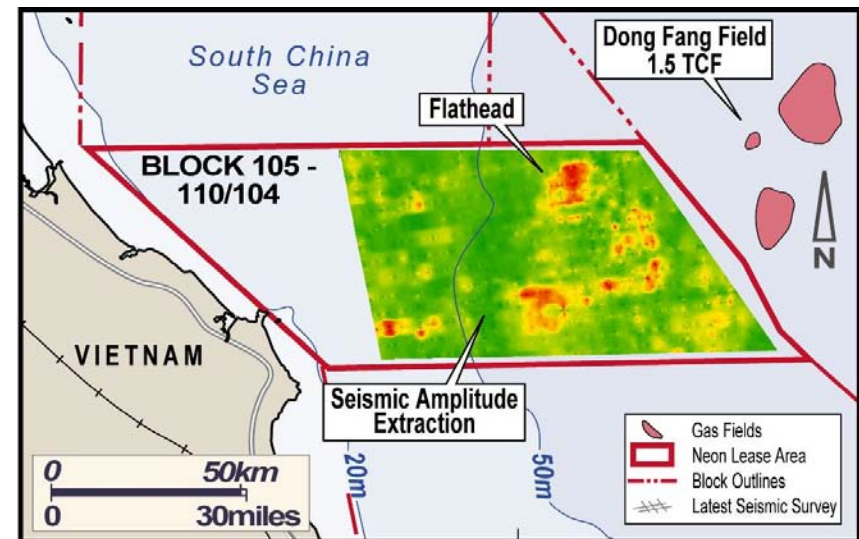 South China
Sea
Dong Fang Field
1.5 TCF
Flathead
BLOCK 105 -
110/104
N
VIETNAM
Seismic Amplitude
Extraction
20m
50m
0 50km
0 30miles
Gas Fields
Neon Lease Area
Block Outlines
Latest Seismic Survey